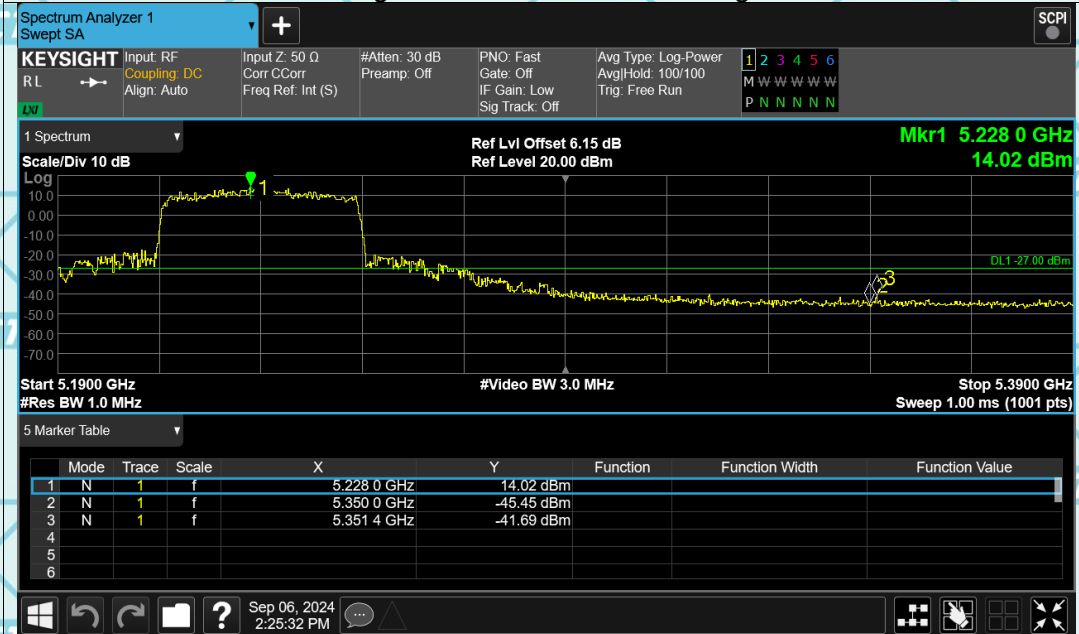 Spectrum Analyzer 1
Swept SA
+
SCPI
KEYSIGHT
R L
LXI
Input: RF
Coupling: DC
Align: Auto
Input Z: 50 Ω
Corr CCorr
Freq Ref: Int (S)
#Atten: 30 dB
Preamp: Off
PNO: Fast
Gate: Off
IF Gain: Low
Sig Track: Off
Avg Type: Log-Power
Avg|Hold: 100/100
Trig: Free Run
1 2 3 4 5 6
M W W W W W
P N N N N N
1 Spectrum
Scale/Div 10 dB
Ref Lvl Offset 6.15 dB
Ref Level 20.00 dBm
Mkr1 5.228 0 GHz
14.02 dBm
Log
10.0
0.00
-10.0
-20.0
-30.0
-40.0
-50.0
-60.0
-70.0
1
DL1 -27.00 dBm
3
2
Start 5.1900 GHz
#Video BW 3.0 MHz
Stop 5.3900 GHz
#Res BW 1.0 MHz
Sweep 1.00 ms (1001 pts)
5 Marker Table
Mode Trace Scale X Y Function Function Width Function Value
1 N 1 f 5.228 0 GHz 14.02 dBm
2 N 1 f 5.350 0 GHz -45.45 dBm
3 N 1 f 5.351 4 GHz -41.69 dBm
4
5
6
?
Sep 06, 2024
2:25:32 PM